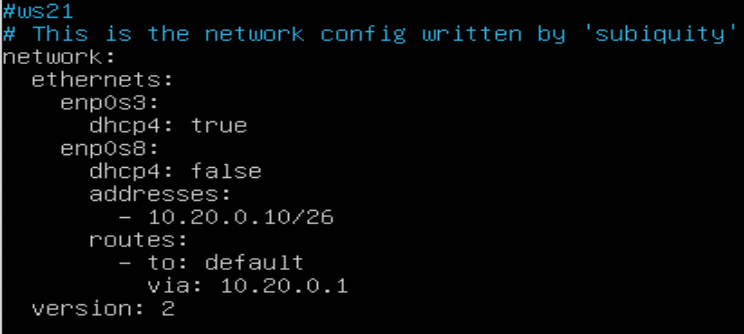 #ws21
# This is the network config written by 'subiquity'
network:
  ethernets:
    enp0s3:
      dhcp4: true
    enp0s8:
      dhcp4: false
      addresses:
        - 10.20.0.10/26
      routes:
        - to: default
          via: 10.20.0.1
  version: 2